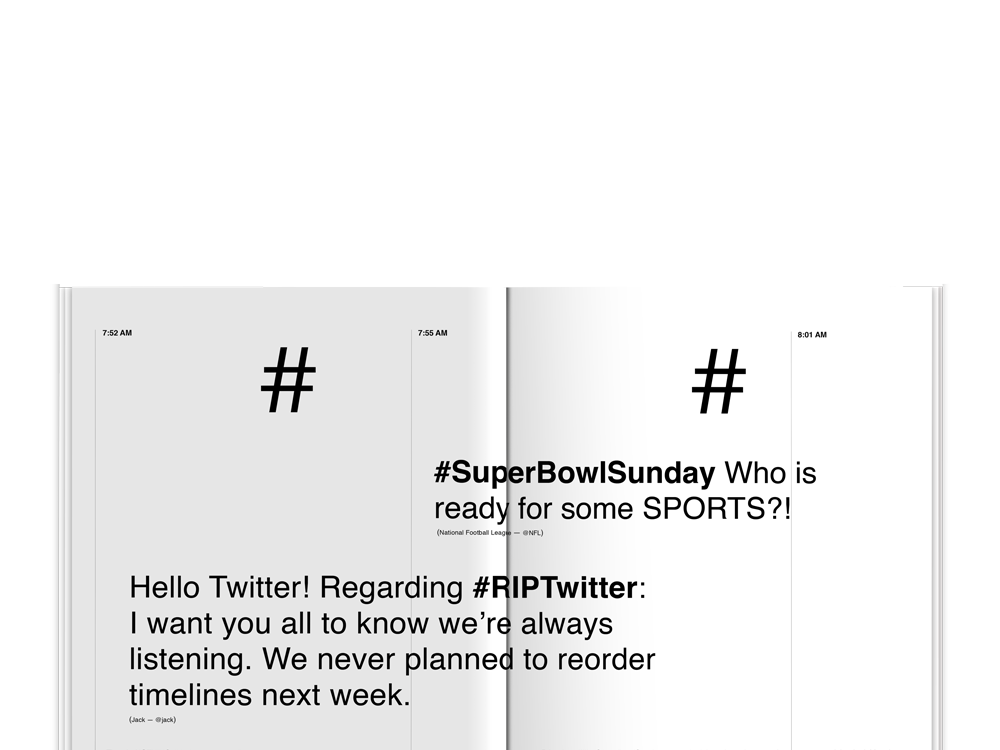 7:52 AM
7:55 AM
8:01 AM
#
#
#SuperBowlSunday Who is
ready for some SPORTS?!
(National Football League — @NFL)
Hello Twitter! Regarding #RIPTwitter:
I want you all to know we're always
listening. We never planned to reorder
timelines next week.
(Jack — @jack)